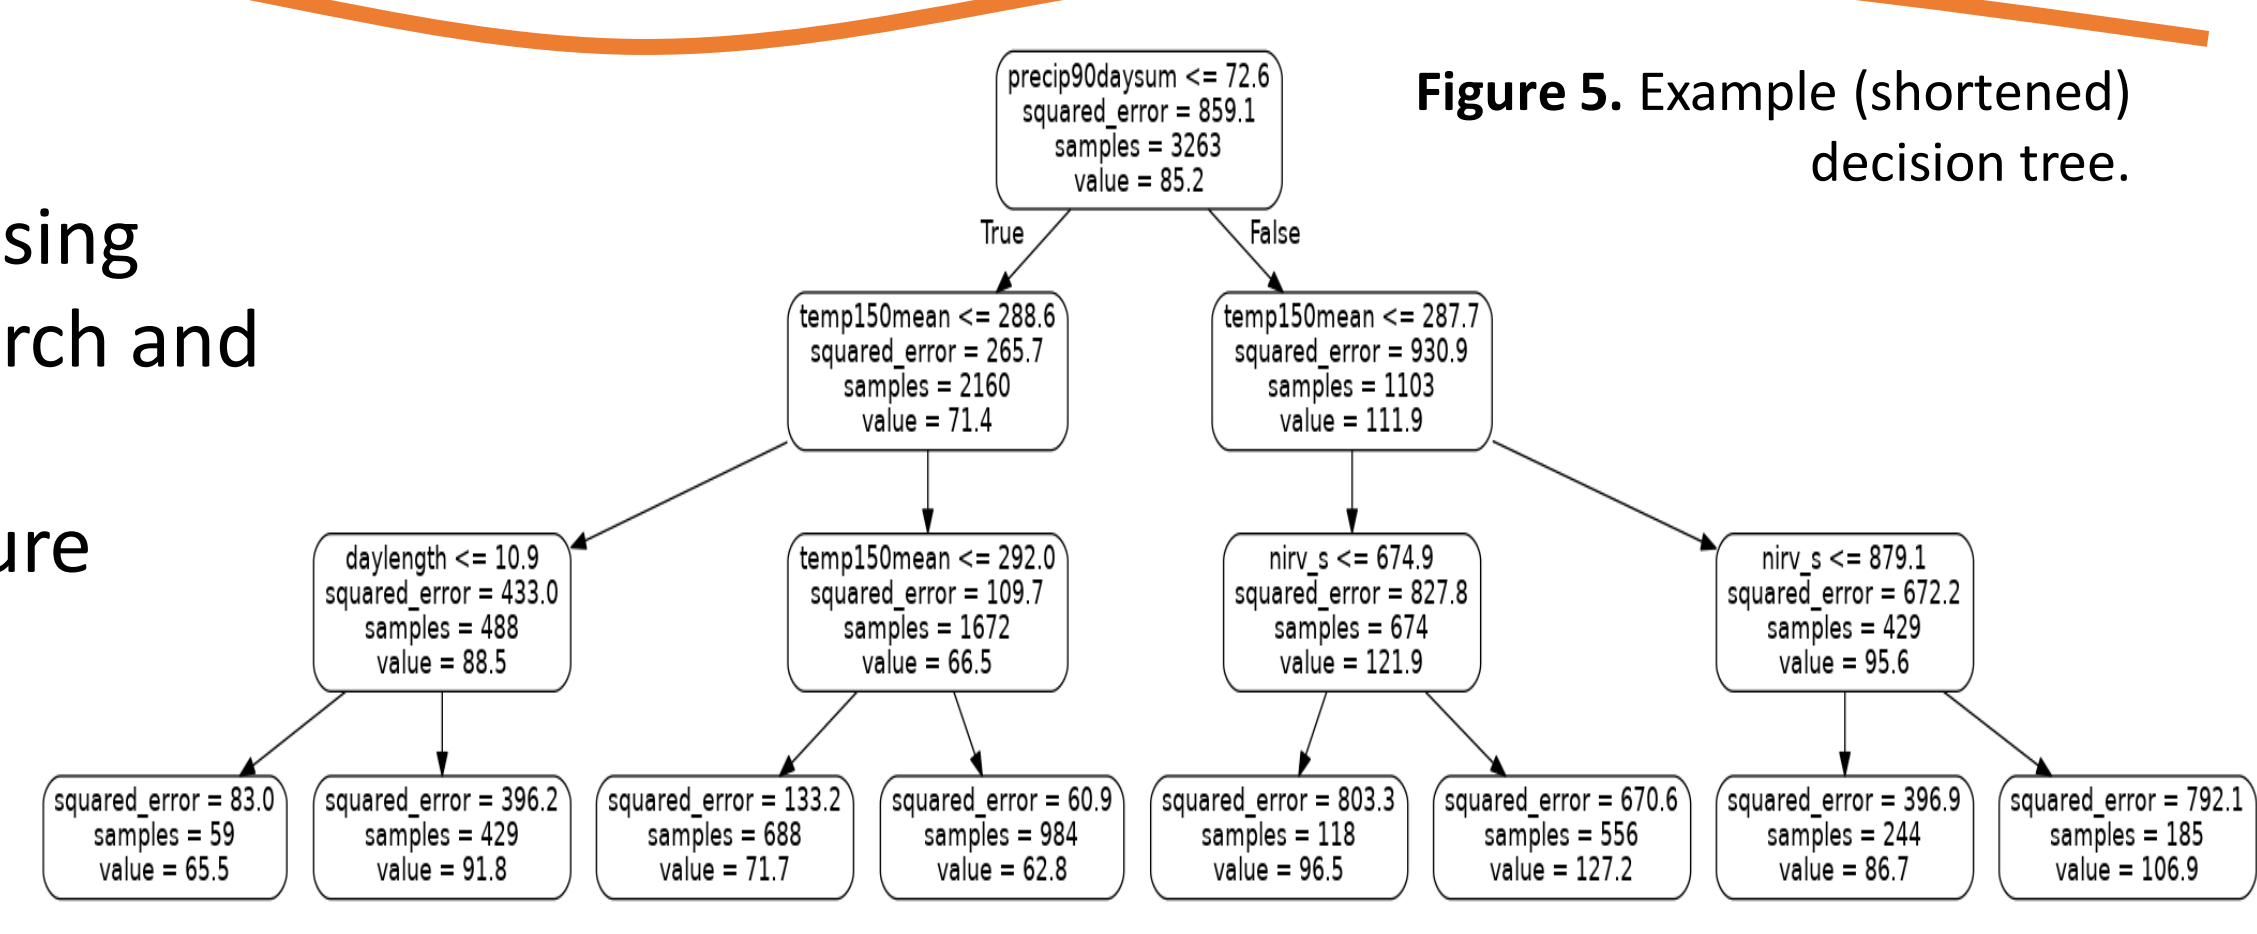 precip90daysum <= 72.6
squared_error = 859.1
samples = 3263
value = 85.2
Figure 5. Example (shortened)
decision tree.
sing
rch and
ure
True
False
temp150mean <= 288.6
squared_error = 265.7
samples = 2160
value = 71.4
temp150mean <= 287.7
squared_error = 930.9
samples = 1103
value = 111.9
daylength <= 10.9
squared_error = 433.0
samples = 488
value = 88.5
temp150mean <= 292.0
squared_error = 109.7
samples = 1672
value = 66.5
nirv_s <= 674.9
squared_error = 827.8
samples = 674
value = 121.9
nirv_s <= 879.1
squared_error = 672.2
samples = 429
value = 95.6
squared_error = 83.0
samples = 59
value = 65.5
squared_error = 396.2
samples = 429
value = 91.8
squared_error = 133.2
samples = 688
value = 71.7
squared_error = 60.9
samples = 984
value = 62.8
squared_error = 803.3
samples = 118
value = 96.5
squared_error = 670.6
samples = 556
value = 127.2
squared_error = 396.9
samples = 244
value = 86.7
squared_error = 792.1
samples = 185
value = 106.9